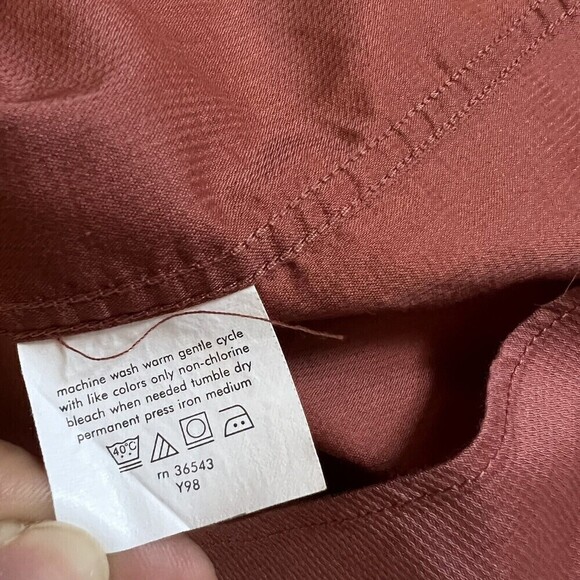 machine wash warm gentle cycle
with like colors only non-chlorine
bleach when needed tumble dry
permanent press iron medium
40°C
rn 36543
Y98